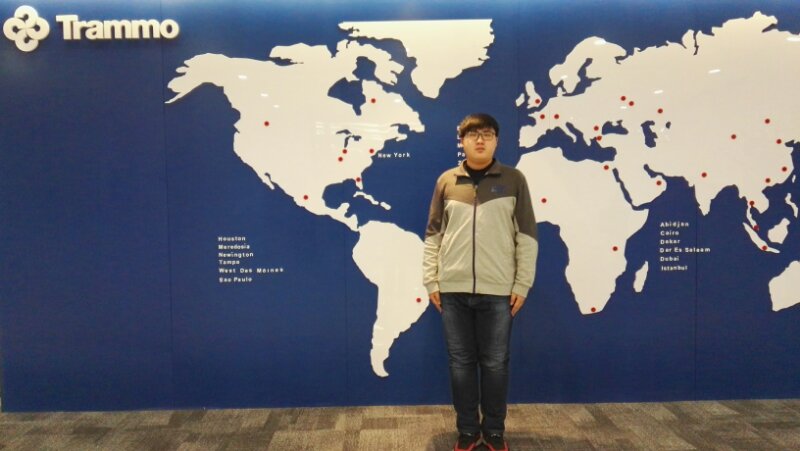 Trammo
New York
Pa
Houston
Meredosia
Newington
Tampa
West Des Moines
Sao Paulo
Abidjan
Cairo
Dakar
Dar Es Salaam
Dubai
Istanbul